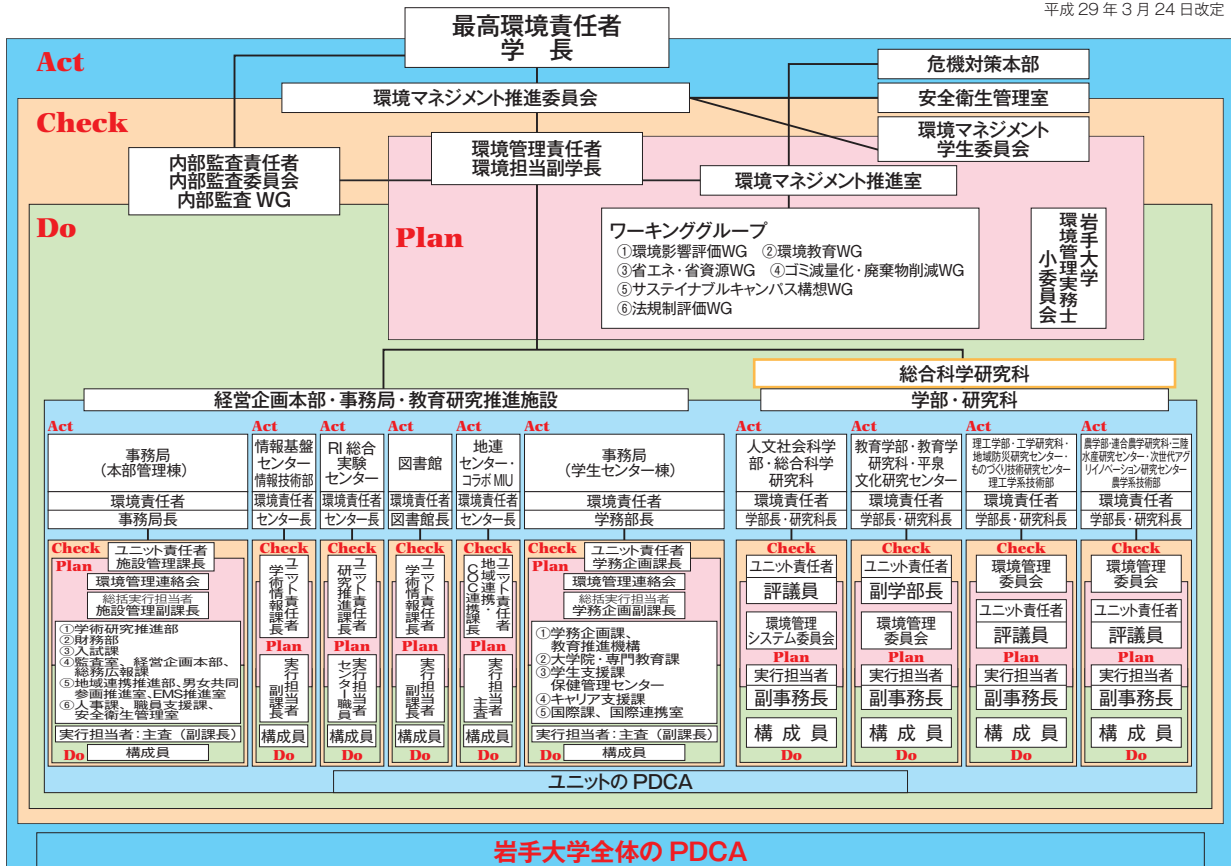 平成 29 年 3 月 24 日改定
最高環境責任者
学 長
Act
危機対策本部
環境マネジメント推進委員会
安全衛生管理室
Check
環境マネジメント
学生委員会
環境管理責任者
環境担当副学長
内部監査責任者
内部監査委員会
内部監査 WG
環境マネジメント推進室
Do
Plan
ワーキンググループ
①環境影響評価WG ②環境教育WG
③省エネ・省資源WG ④ゴミ減量化・廃棄物削減WG
⑤サステイナブルキャンパス構想WG
⑥法規制評価WG
岩手大学
環境管理実務士
小委員会
総合科学研究科
経営企画本部・事務局・教育研究推進施設
学部・研究科
Act
事務局
(本部管理棟)
環境責任者
事務局長
Check
Plan
ユニット責任者
施設管理課長
環境管理連絡会
総括実行担当者
施設管理副課長
①学術研究推進部
②財務部
③入試課
④監査室、経営企画本部、
総務広報課
⑤地域連携推進部、男女共同
参画推進室、EMS推進室
⑥人事課、職員支援課、
安全衛生管理室
実行担当者：主査（副課長）
Do
構成員
Act
情報基盤
センター・
情報技術部
環境責任者
センター長
Check
ユニット責任者
学術情報課長
Plan
実行担当者
副課長
構成員
Do
Act
RI 総合
実験
センター
環境責任者
センター長
Check
ユニット責任者
研究推進課長
Plan
実行担当者
センター職員
構成員
Do
Act
図書館
環境責任者
図書館長
Check
ユニット責任者
学術情報課長
Plan
実行担当者
副課長
構成員
Do
Act
地連
センター・
コラボ MIU
環境責任者
センター長
Check
ユニット責任者
地域連携・
COC連携課長
Plan
実行担当者
主査
構成員
Do
Act
事務局
(学生センター棟)
環境責任者
学務部長
Check
Plan
ユニット責任者
学務企画課長
環境管理連絡会
総括実行担当者
学務企画副課長
①学務企画課、
教育推進機構
②大学院・専門教育課
③学生支援課
保健管理センター
④キャリア支援課
⑤国際課、国際連携室
実行担当者：主査（副課長）
Do
構成員
Act
人文社会科学
部・総合科学
研究科
環境責任者
学部長・研究科長
Check
ユニット責任者
評議員
環境管理
システム委員会
Plan
実行担当者
副事務長
構 成 員
Do
Act
教育学部・教育学
研究科・平泉
文化研究センター
環境責任者
学部長・研究科長
Check
ユニット責任者
副学部長
環境管理
委員会
Plan
実行担当者
副事務長
構 成 員
Do
Act
理工学部・工学研究科・
地域防災研究センター・
ものづくり技術研究センター・
理工学系技術部
環境責任者
学部長・研究科長
Check
環境管理
委員会
ユニット責任者
評議員
Plan
実行担当者
副事務長
構 成 員
Do
Act
農学部・連合農学研究科・三陸
水産研究センター・次世代アグ
リイノベーション研究センター・
農学系技術部
環境責任者
学部長・研究科長
Check
環境管理
委員会
ユニット責任者
評議員
Plan
実行担当者
副事務長
構 成 員
Do
ユニットの PDCA
岩手大学全体の PDCA